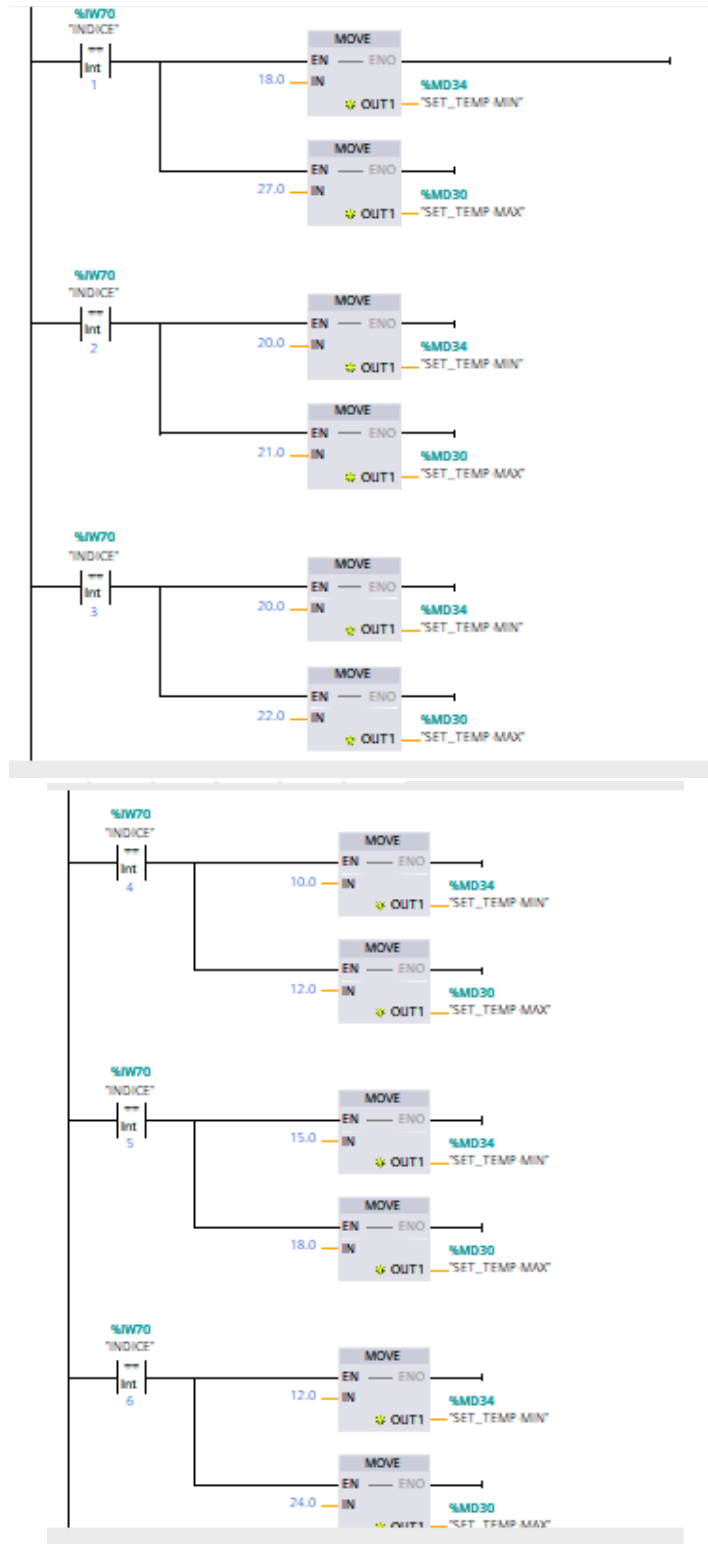 %IW70
"INDICE"
==
Int
1
MOVE
EN ENO
18.0 IN
OUT1
%MD34
"SET_TEMP-MIN"
MOVE
EN ENO
27.0 IN
OUT1
%MD30
"SET_TEMP-MAX"
%IW70
"INDICE"
==
Int
2
MOVE
EN ENO
20.0 IN
OUT1
%MD34
"SET_TEMP-MIN"
MOVE
EN ENO
21.0 IN
OUT1
%MD30
"SET_TEMP-MAX"
%IW70
"INDICE"
==
Int
3
MOVE
EN ENO
20.0 IN
OUT1
%MD34
"SET_TEMP-MIN"
MOVE
EN ENO
22.0 IN
OUT1
%MD30
"SET_TEMP-MAX"
%IW70
"INDICE"
==
Int
4
MOVE
EN ENO
10.0 IN
OUT1
%MD34
"SET_TEMP-MIN"
MOVE
EN ENO
12.0 IN
OUT1
%MD30
"SET_TEMP-MAX"
%IW70
"INDICE"
==
Int
5
MOVE
EN ENO
15.0 IN
OUT1
%MD34
"SET_TEMP-MIN"
MOVE
EN ENO
18.0 IN
OUT1
%MD30
"SET_TEMP-MAX"
%IW70
"INDICE"
==
Int
6
MOVE
EN ENO
12.0 IN
OUT1
%MD34
"SET_TEMP-MIN"
MOVE
EN ENO
24.0 IN
OUT1
%MD30
"SET_TEMP-MAX"